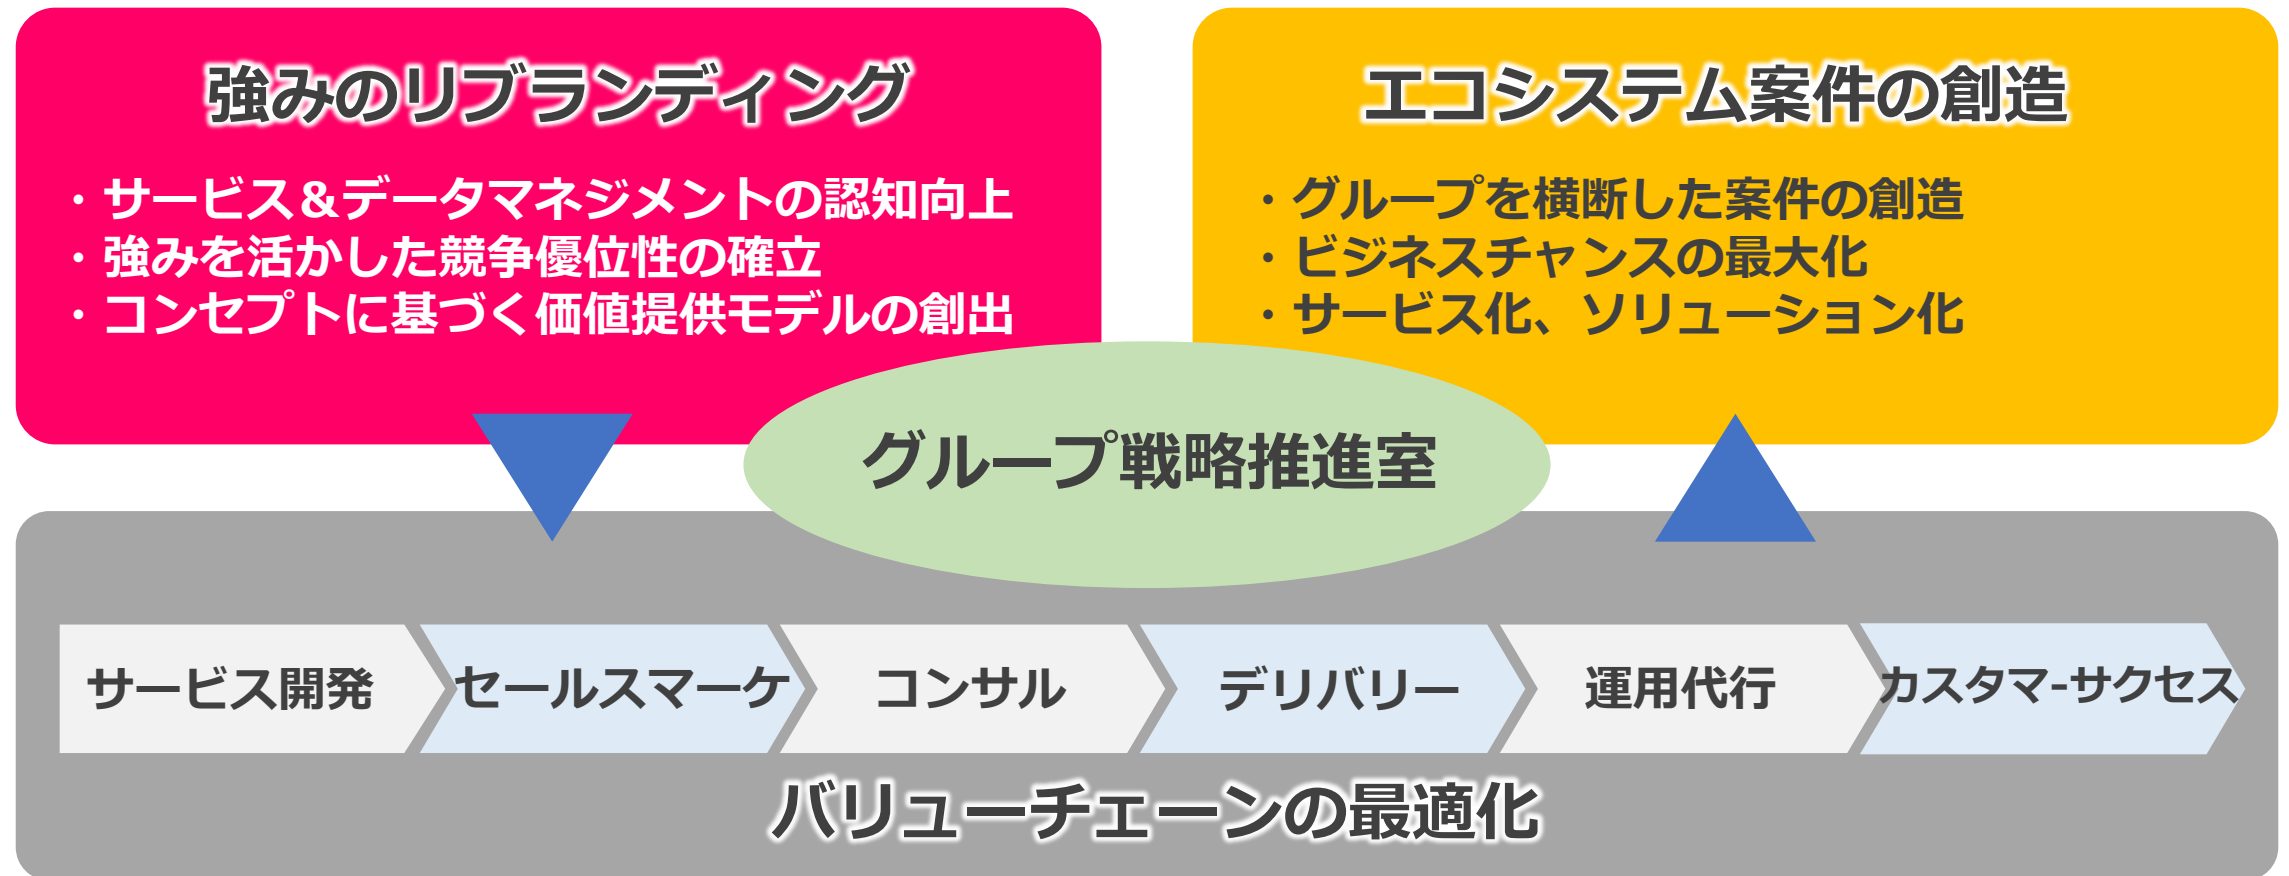 強みのリブランディング
・サービス＆データマネジメントの認知向上
・強みを活かした競争優位性の確立
・コンセプトに基づく価値提供モデルの創出
エコシステム案件の創造
・グループを横断した案件の創造
・ビジネスチャンスの最大化
・サービス化、ソリューション化
グループ戦略推進室
サービス開発
セールスマーケ
コンサル
デリバリー
運用代行
カスタマ-サクセス
バリューチェーンの最適化